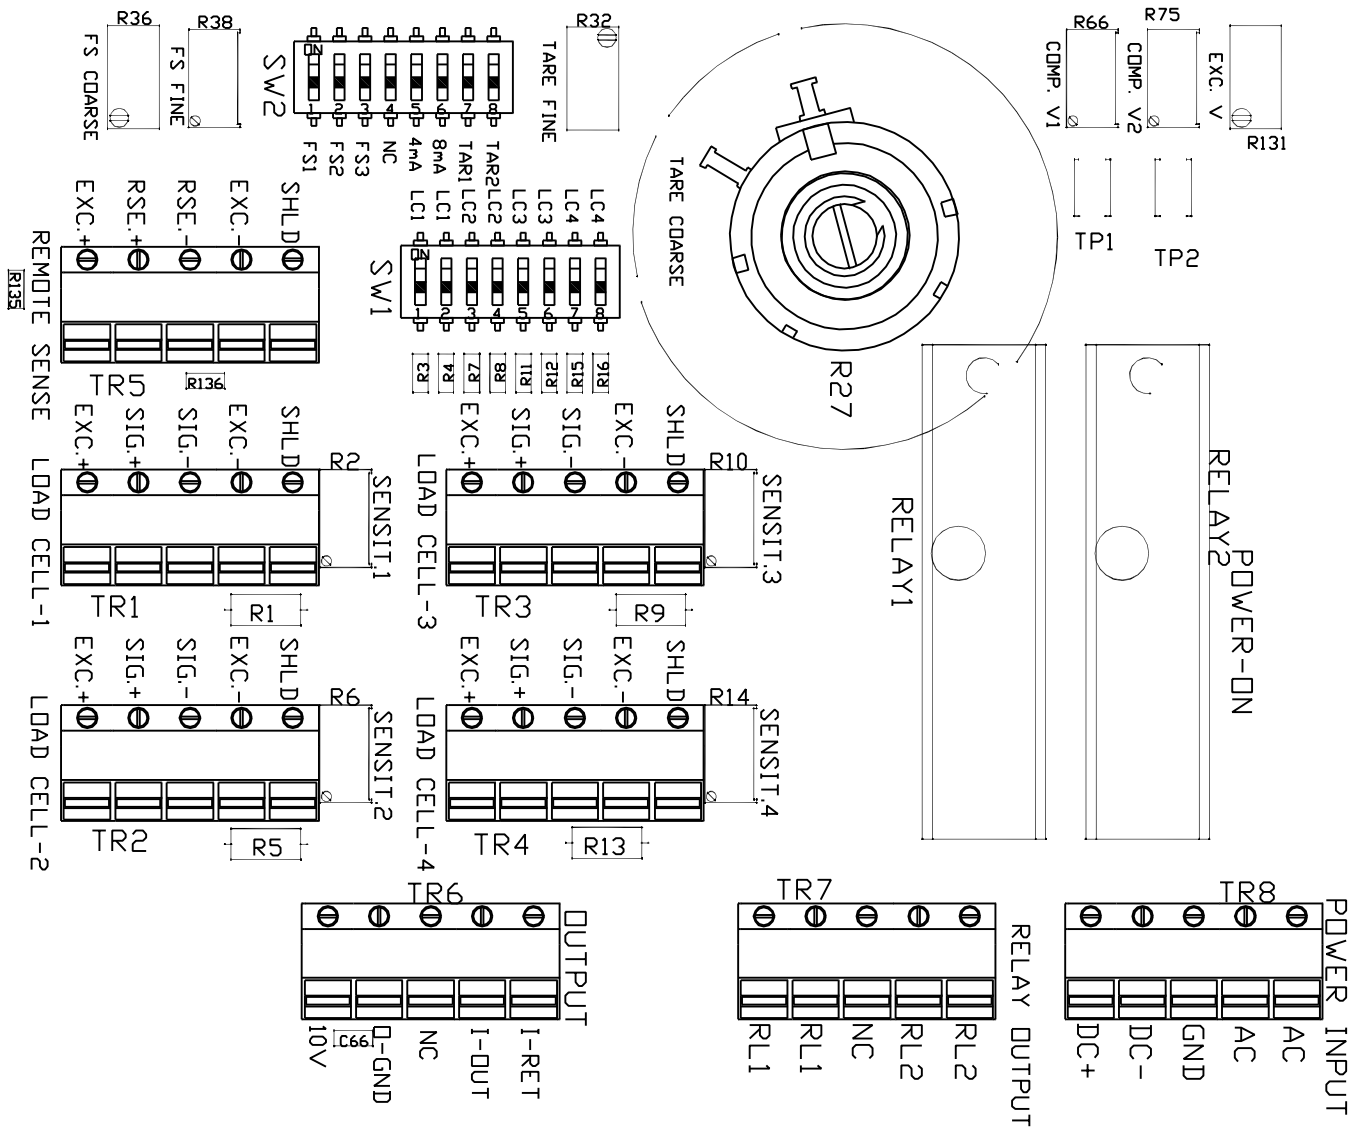 R36
FS COARSE
R38
FS FINE
SW2
ON
1 2 3 4 5 6 7 8
FS1
FS2
FS3
NC
4mA
8mA
TAR1
TAR2
R32
TARE FINE
TARE COARSE
R27
R66
COMP. V1
R75
COMP. V2
EXC. V
R131
TP1
TP2
EXC.+
RSE.+
RSE.-
EXC.-
SHLD
REMOTE SENSE
R135
TR5
R136
LC1
LC1
LC2
LC2
LC3
LC3
LC4
LC4
SW1
ON
1 2 3 4 5 6 7 8
R3
R4
R7
R8
R11
R12
R15
R16
EXC.+
SIG.+
SIG.-
EXC.-
SHLD
R2
LOAD CELL-1
SENSIT.1
TR1
R1
EXC.+
SIG.+
SIG.-
EXC.-
SHLD
R10
LOAD CELL-3
SENSIT.3
TR3
R9
RELAY1
RELAY2
POWER-ON
EXC.+
SIG.+
SIG.-
EXC.-
SHLD
R6
LOAD CELL-2
SENSIT.2
TR2
R5
EXC.+
SIG.+
SIG.-
EXC.-
SHLD
R14
LOAD CELL-4
SENSIT.4
TR4
R13
TR6
OUTPUT
10V
C66
O-GND
NC
I-OUT
I-RET
TR7
RELAY OUTPUT
RL1
RL1
NC
RL2
RL2
TR8
POWER INPUT
DC+
DC-
GND
AC
AC